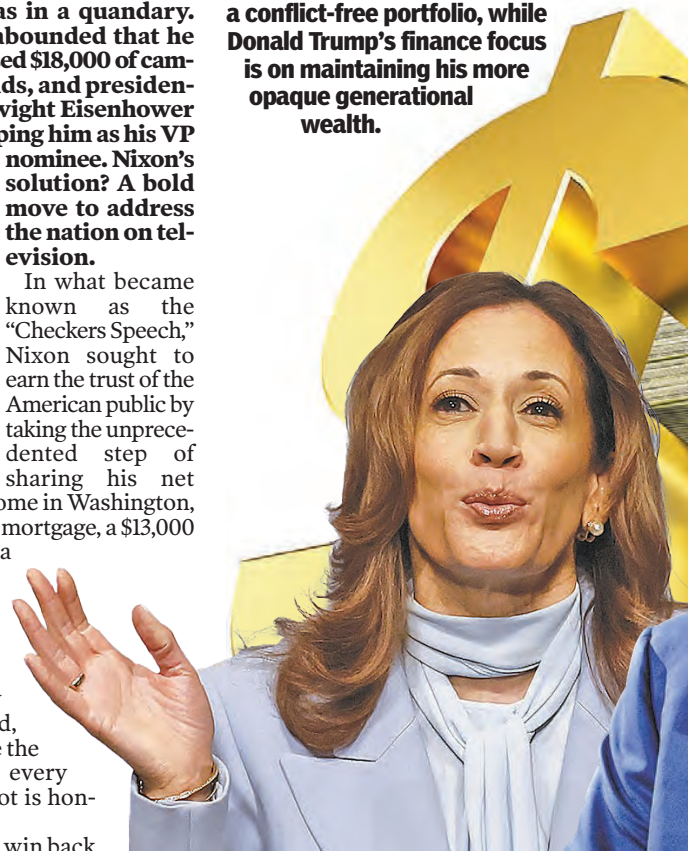 as in a quandary.
abounded that he
sed $18,000 of cam-
ds, and presiden-
wight Eisenhower
ping him as his VP
nominee. Nixon’s
solution? A bold
move to address
the nation on tel-
evision.
In what became
known as the
“Checkers Speech,”
Nixon sought to
earn the trust of the
American public by
taking the unprece-
dented step of
sharing his net
ome in Washington,
mortgage, a $13,000
a
d,
e the
every
ot is hon-
win back
a conflict-free portfolio, while
Donald Trump’s finance focus
is on maintaining his more
opaque generational
wealth.